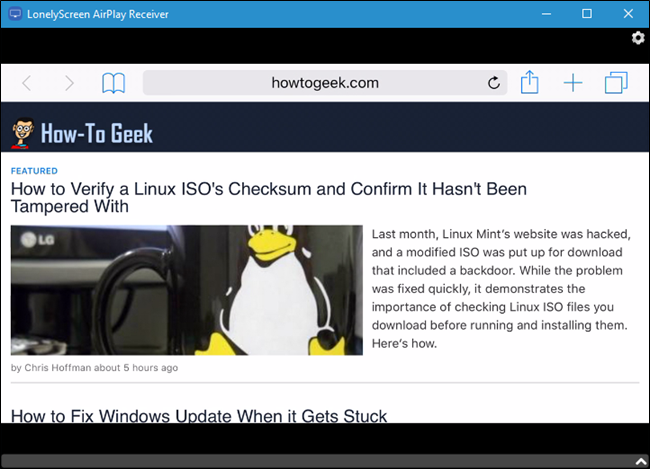 LonelyScreen AirPlay Receiver
howtogeek.com
How-To Geek
FEATURED
How to Verify a Linux ISO's Checksum and Confirm It Hasn't Been
Tampered With
LG
Last month, Linux Mint's website was hacked,
and a modified ISO was put up for download
that included a backdoor. While the problem
was fixed quickly, it demonstrates the
importance of checking Linux ISO files you
download before running and installing them.
Here's how.
by Chris Hoffman about 5 hours ago
How to Fix Windows Update When it Gets Stuck